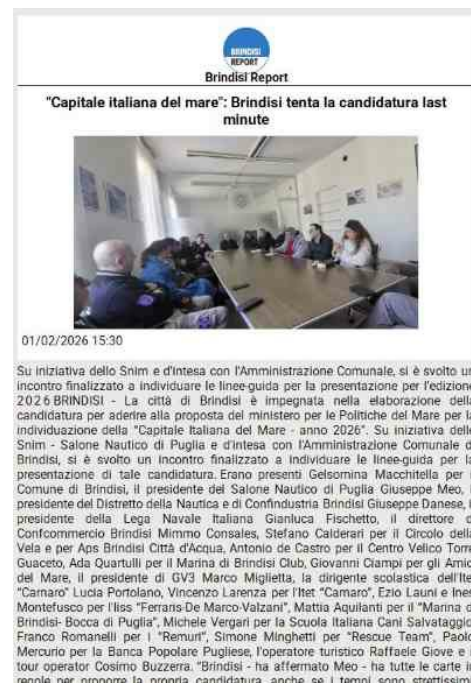 BRINDISI
REPORT
Brindisi Report
"Capitale italiana del mare": Brindisi tenta la candidatura last
minute
01/02/2026 15:30
Su iniziativa dello Snim e d'intesa con l'Amministrazione Comunale, si è svolto un
incontro finalizzato a individuare le linee-guida per la presentazione per l'edizione
2026 BRINDISI - La città di Brindisi è impegnata nella elaborazione della
candidatura per aderire alla proposta del ministero per le Politiche del Mare per la
individuazione della "Capitale Italiana del Mare - anno 2026". Su iniziativa dello
Snim - Salone Nautico di Puglia e d'intesa con l'Amministrazione Comunale di
Brindisi, si è svolto un incontro finalizzato a individuare le linee-guida per la
presentazione di tale candidatura. Erano presenti Gelsomina Macchitella per il
Comune di Brindisi, il presidente del Salone Nautico di Puglia Giuseppe Meo, il
presidente del Distretto della Nautica e di Confindustria Brindisi Giuseppe Danese, il
presidente della Lega Navale Italiana Gianluca Fischetto, il direttore di
Confcommercio Brindisi Mimmo Consales, Stefano Calderari per il Circolo della
Vela e per Aps Brindisi Città d'Acqua, Antonio de Castro per il Centro Velico Torre
Guaceto, Ada Quartulli per il Marina di Brindisi Club, Giovanni Ciampi per gli Amici
del Mare, il presidente di GV3 Marco Miglietta, la dirigente scolastica dell'Itet
"Carnaro" Lucia Portolano, Vincenzo Larenza per l'Itet "Carnaro", Ezio Launi e Ines
Montefusco per l'Iiss "Ferraris-De Marco-Valzani", Mattia Aquilanti per il "Marina di
Brindisi- Bocca di Puglia", Michele Vergari per la Scuola Italiana Cani Salvataggio,
Franco Romanelli per i "Remuri", Simone Minghetti per "Rescue Team", Paolo
Mercurio per la Banca Popolare Pugliese, l'operatore turistico Raffaele Giove e il
tour operator Cosimo Buzzerra. "Brindisi - ha affermato Meo - ha tutte le carte in
regole per proporre la propria candidatura, anche se i tempi sono strettissimi